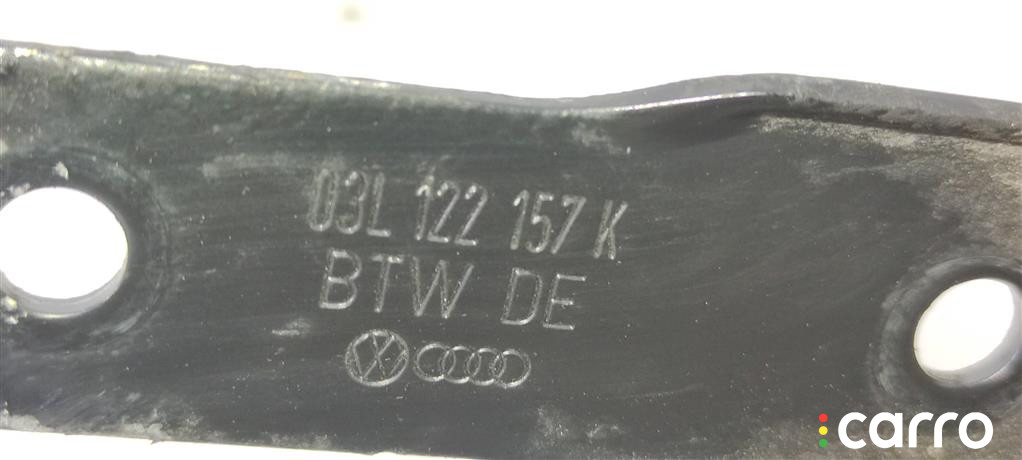 03L 122 157 K
BTW DE
carro